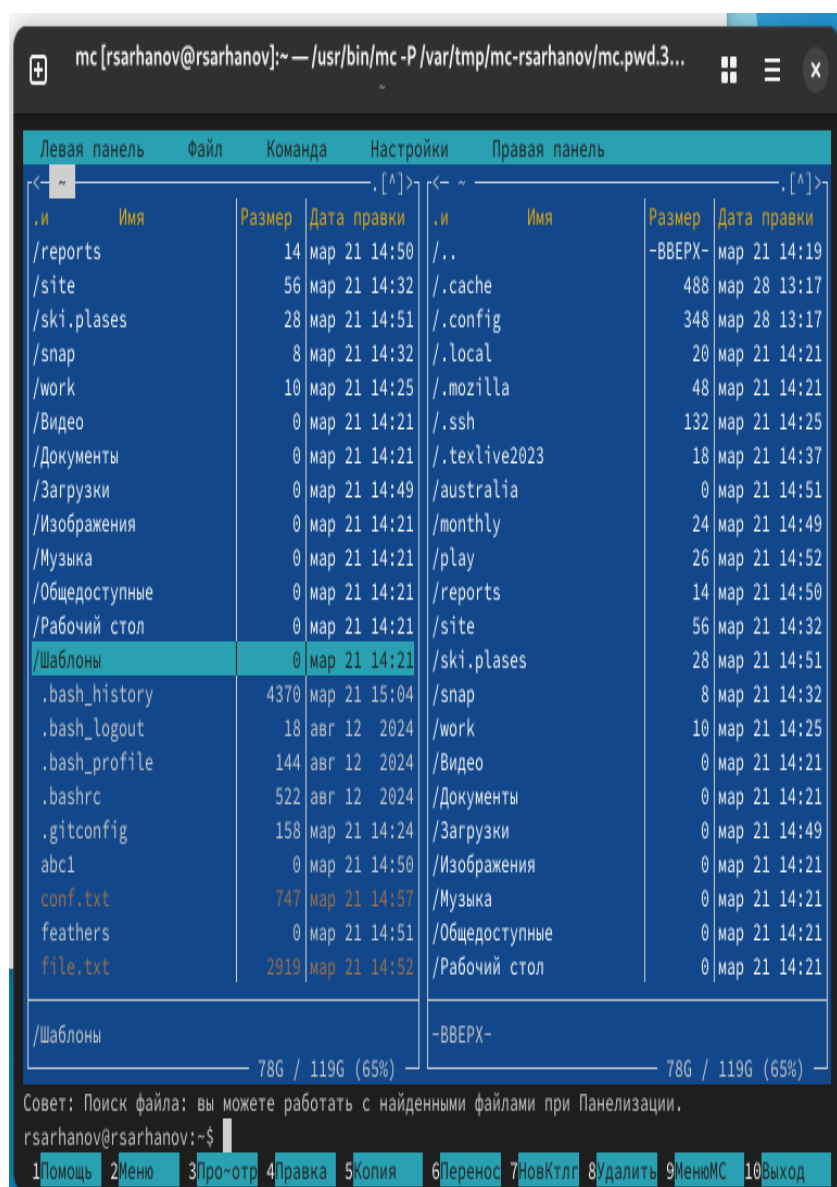 mc [rsarhanov@rsarhanov]:~ — /usr/bin/mc -P /var/tmp/mc-rsarhanov/mc.pwd.3...
~
Левая панель Файл Команда Настройки Правая панель
<— ~ .[^]> <— ~ .[^]>
.и Имя Размер Дата правки .и Имя Размер Дата правки
/reports 14 мар 21 14:50 /.. -ВВЕРХ- мар 21 14:19
/site 56 мар 21 14:32 /.cache 488 мар 28 13:17
/ski.plases 28 мар 21 14:51 /.config 348 мар 28 13:17
/snap 8 мар 21 14:32 /.local 20 мар 21 14:21
/work 10 мар 21 14:25 /.mozilla 48 мар 21 14:21
/Видео 0 мар 21 14:21 /.ssh 132 мар 21 14:25
/Документы 0 мар 21 14:21 /.texlive2023 18 мар 21 14:37
/Загрузки 0 мар 21 14:49 /australia 0 мар 21 14:51
/Изображения 0 мар 21 14:21 /monthly 24 мар 21 14:49
/Музыка 0 мар 21 14:21 /play 26 мар 21 14:52
/Общедоступные 0 мар 21 14:21 /reports 14 мар 21 14:50
/Рабочий стол 0 мар 21 14:21 /site 56 мар 21 14:32
/Шаблоны 0 мар 21 14:21 /ski.plases 28 мар 21 14:51
.bash_history 4370 мар 21 15:04 /snap 8 мар 21 14:32
.bash_logout 18 авг 12 2024 /work 10 мар 21 14:25
.bash_profile 144 авг 12 2024 /Видео 0 мар 21 14:21
.bashrc 522 авг 12 2024 /Документы 0 мар 21 14:21
.gitconfig 158 мар 21 14:24 /Загрузки 0 мар 21 14:49
abc1 0 мар 21 14:50 /Изображения 0 мар 21 14:21
conf.txt 747 мар 21 14:57 /Музыка 0 мар 21 14:21
feathers 0 мар 21 14:51 /Общедоступные 0 мар 21 14:21
file.txt 2919 мар 21 14:52 /Рабочий стол 0 мар 21 14:21
/Шаблоны -ВВЕРХ-
78G / 119G (65%) 78G / 119G (65%)
Совет: Поиск файла: вы можете работать с найденными файлами при Панелизации.
rsarhanov@rsarhanov:~$
1Помощь 2Меню 3Про~отр 4Правка 5Копия 6Перенос 7НовКтлг 8Удалить 9МенюMC 10Выход